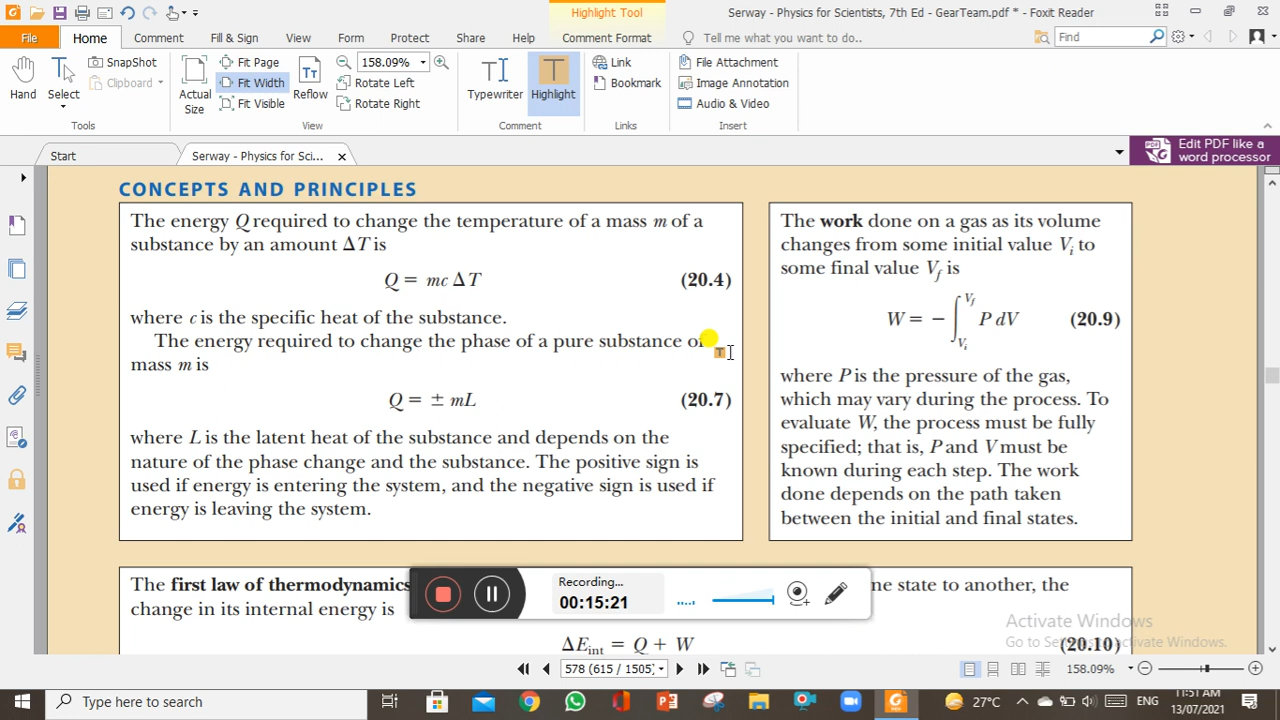 Highlight Tool
Serway - Physics for Scientists, 7th Ed - GearTeam.pdf * - Foxit Reader
File Home Comment Fill & Sign View Form Protect Share Help Comment Format Tell me what you want to do.. Find
Hand
Select
SnapShot
Clipboard
Tools
Actual Size
Fit Page
Fit Width
Fit Visible
Reflow
158.09%
Rotate Left
Rotate Right
View
Typewriter
Highlight
Comment
Link
Bookmark
Links
File Attachment
Image Annotation
Audio & Video
Insert
Start
Serway - Physics for Sci...
Edit PDF like a
word processor
CONCEPTS AND PRINCIPLES
The energy Q required to change the temperature of a mass m of a
substance by an amount ΔT is
Q = mc ΔT (20.4)
where c is the specific heat of the substance.
The energy required to change the phase of a pure substance of
mass m is
Q = ± mL (20.7)
where L is the latent heat of the substance and depends on the
nature of the phase change and the substance. The positive sign is
used if energy is entering the system, and the negative sign is used if
energy is leaving the system.
The work done on a gas as its volume
changes from some initial value Vi to
some final value Vf is
W = − ∫ Vi Vf P dV (20.9)
where P is the pressure of the gas,
which may vary during the process. To
evaluate W, the process must be fully
specified; that is, P and V must be
known during each step. The work
done depends on the path taken
between the initial and final states.
The first law of thermodynamics
ne state to another, the
change in its internal energy is
ΔEint = Q + W (20.10)
Recording...
00:15:21
Activate Windows
Go to Settings to activate Windows.
578 (615 / 1505)
158.09%
Type here to search
27°C
ENG
11:51 AM
13/07/2021